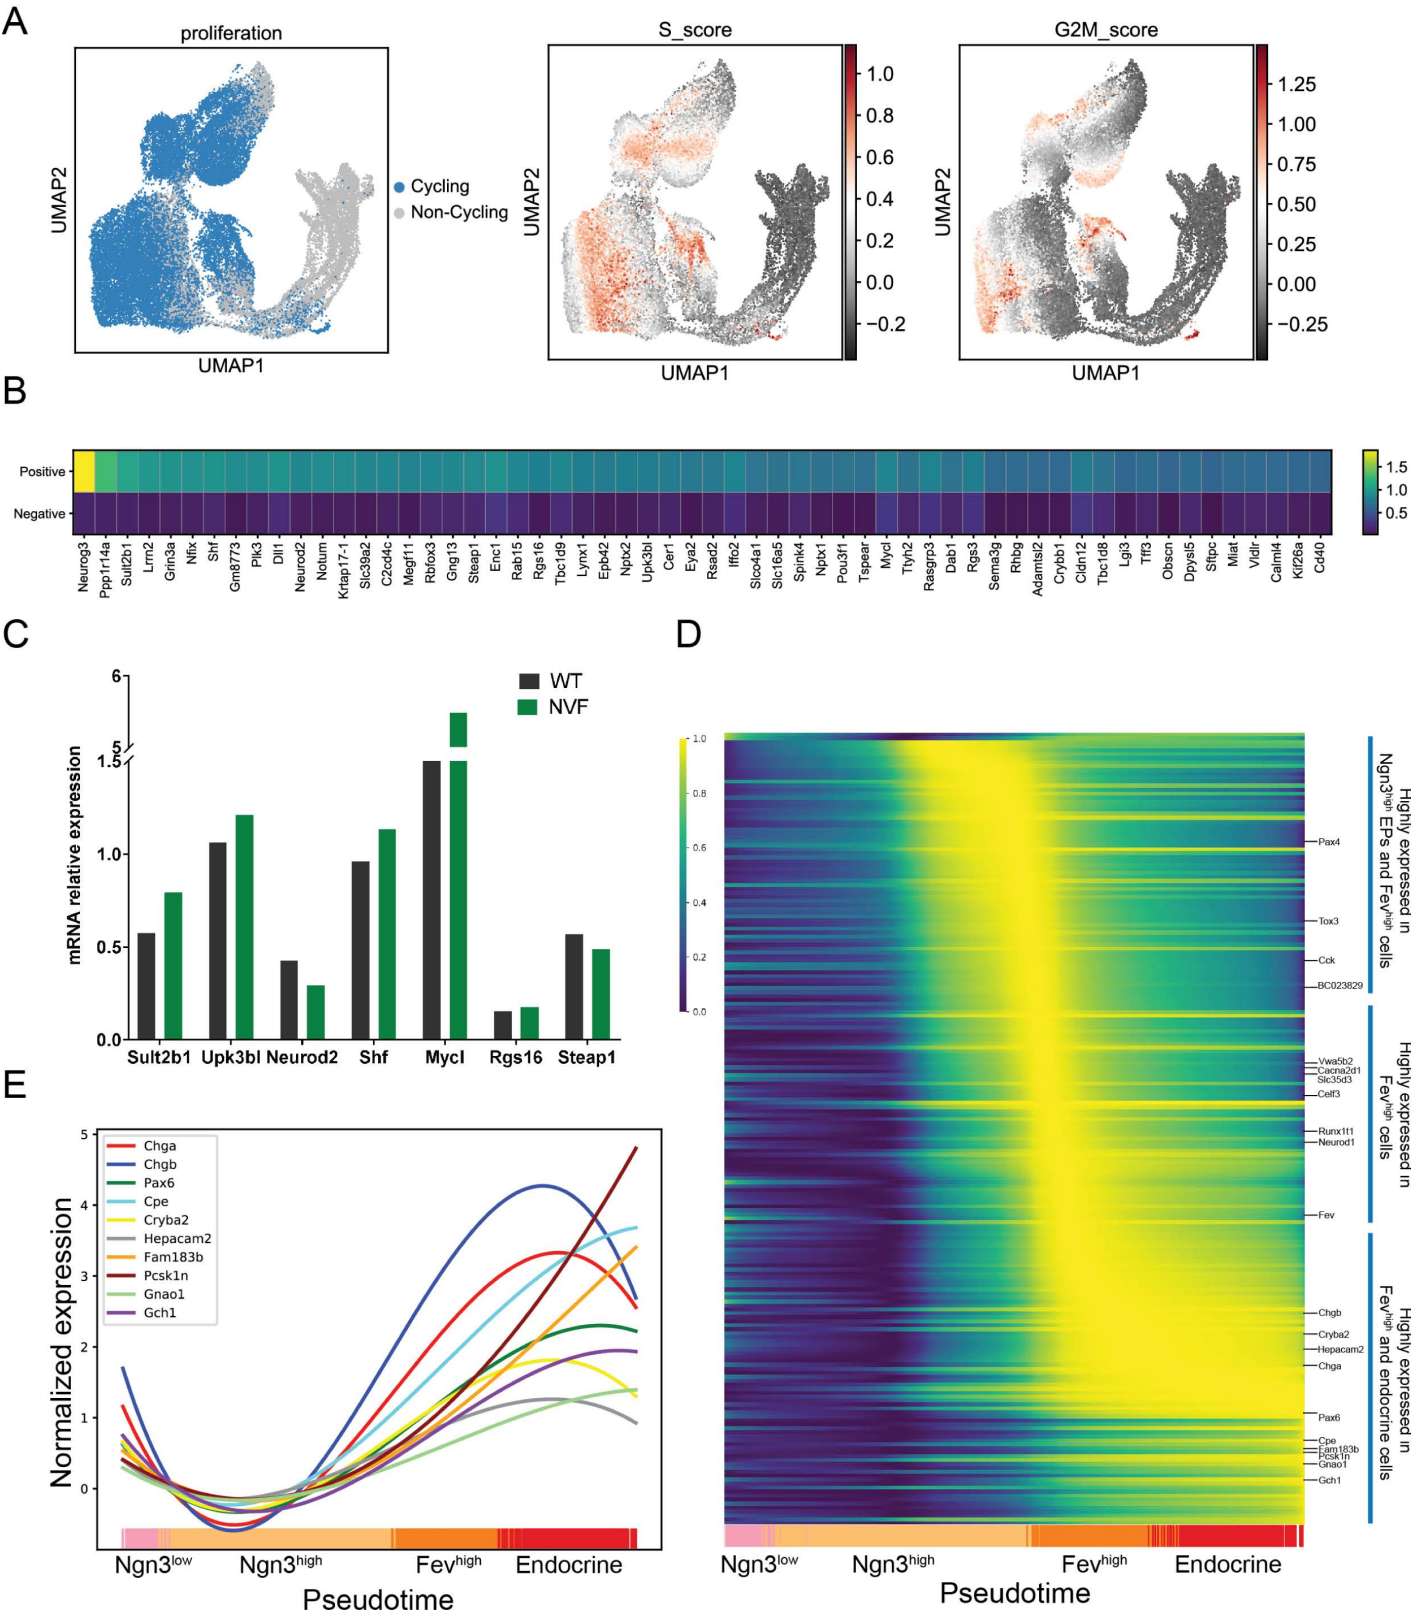 A
proliferation
S_score
G2M_score
UMAP2
UMAP1
Cycling
Non-Cycling
UMAP2
UMAP1
1.0
0.8
0.6
0.4
0.2
0.0
−0.2
UMAP2
UMAP1
1.25
1.00
0.75
0.50
0.25
0.00
−0.25
B
Positive
Negative
1.5
1.0
0.5
Neurog3
Ppp1r14a
Sult2b1
Lrrn2
Grin3a
Nfix
Shf
Gm8773
Plk3
Dll1
Neurod2
Notum
Krtap17-1
Slc39a2
C2cd4c
Megf11
Rbfox3
Gng13
Steap1
Enc1
Rab15
Rgs16
Tbc1d9
Lynx1
Epb42
Nptx2
Upk3bl
Cer1
Eya2
Rsad2
Iffo2
Slco4a1
Slc16a5
Spink4
Nptx1
Pou3f1
Tspear
Mycl
Ttyh2
Rasgrp3
Dab1
Rgs3
Sema3g
Rhbg
Adamtsl2
Crybb1
Cldn12
Tbc1d8
Lgi3
Tff3
Obscn
Dpysl5
Sftpc
Miat
Vldlr
Calml4
Kif26a
Cd40
C
mRNA relative expression
6
5
1.5
1.0
0.5
0.0
WT
NVF
Sult2b1 Upk3bl Neurod2 Shf Mycl Rgs16 Steap1
D
1.0
0.8
0.6
0.4
0.2
0.0
Pax4
Tox3
Cck
BC023829
Vwa5b2
Cacna2d1
Slc35d3
Celf3
Runx1t1
Neurod1
Fev
Chgb
Cryba2
Hepacam2
Chga
Pax6
Cpe
Fam183b
Pcsk1n
Gnao1
Gch1
Highly expressed in
Ngn3high EPs and Fevhigh cells
Highly expressed in
Fevhigh cells
Highly expressed in
Fevhigh and endocrine cells
Ngn3low Ngn3high Fevhigh Endocrine
Pseudotime
E
Normalized expression
5
4
3
2
1
0
Chga
Chgb
Pax6
Cpe
Cryba2
Hepacam2
Fam183b
Pcsk1n
Gnao1
Gch1
Ngn3low Ngn3high Fevhigh Endocrine
Pseudotime